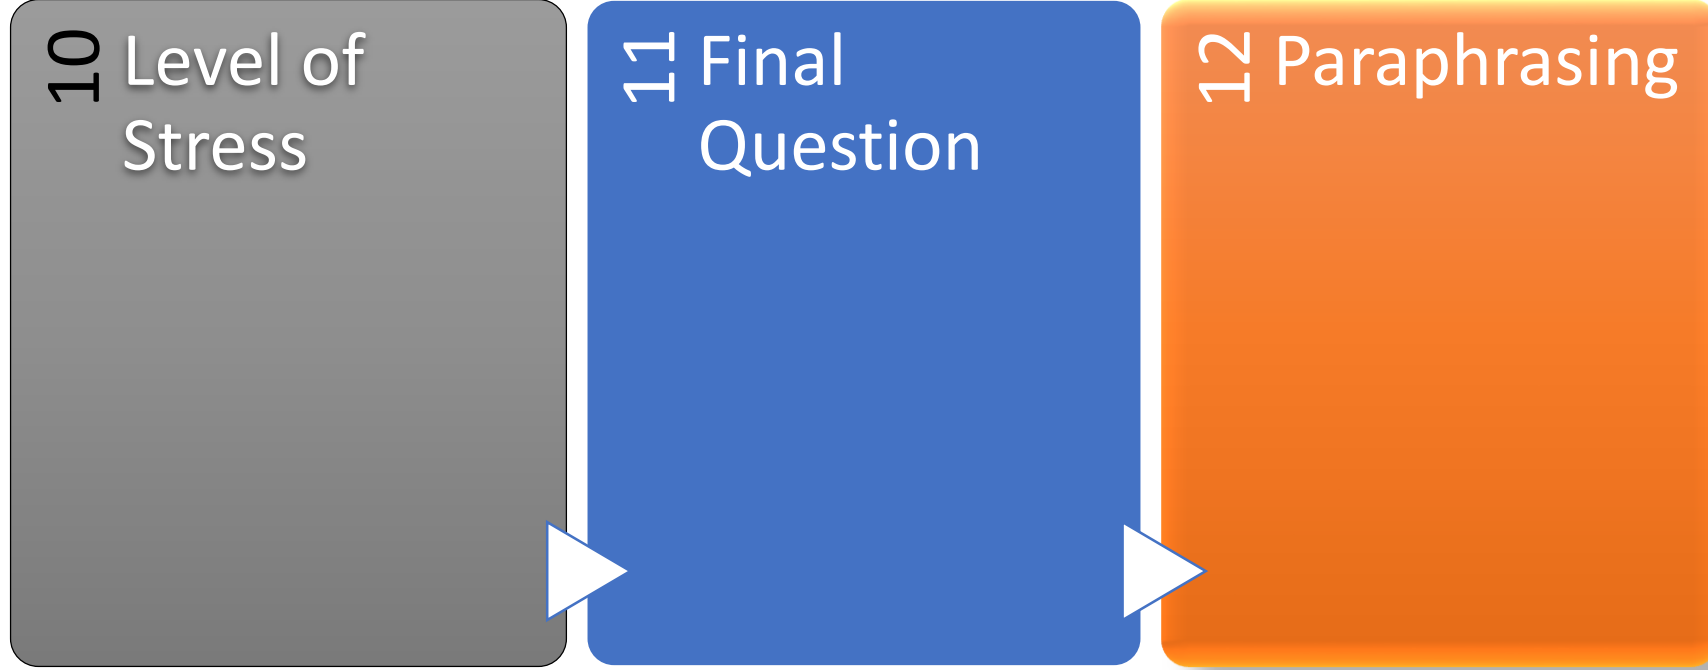 10
Level of
Stress
11
Final
Question
12
Paraphrasing